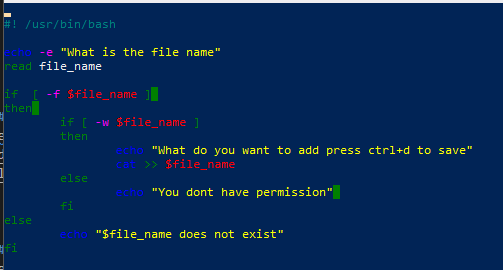 #! /usr/bin/bash
echo -e "What is the file name"
read file_name
if [ -f $file_name ]
then
if [ -w $file_name ]
then
echo "What do you want to add press ctrl+d to save"
cat >> $file_name
else
echo "You dont have permission"
fi
else
echo "$file_name does not exist"
fi